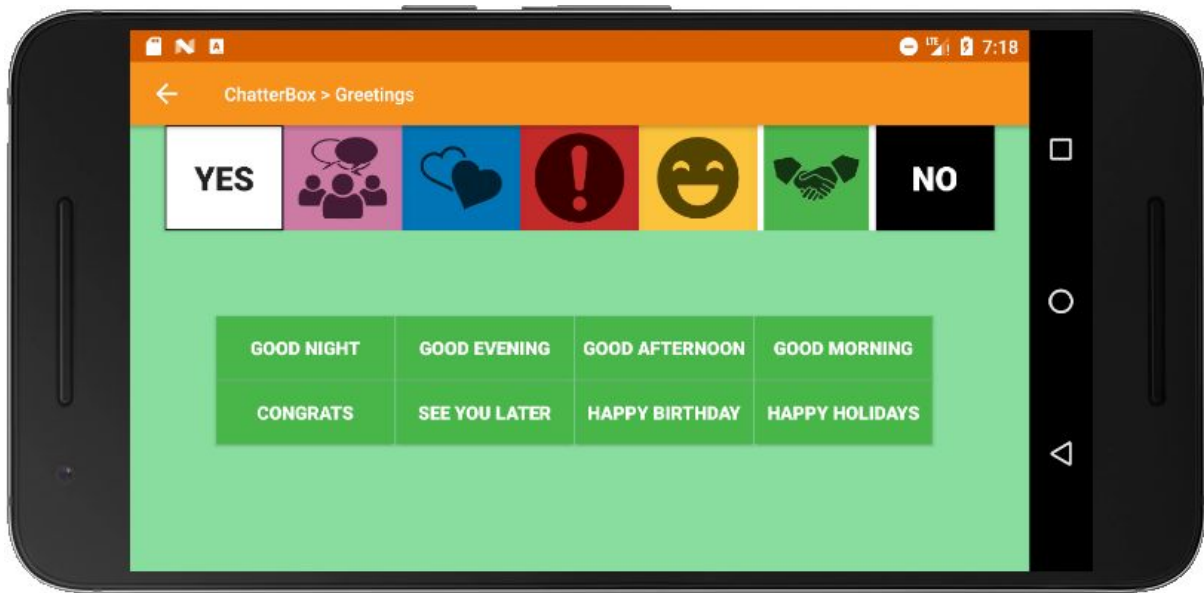 LTE 7:18
ChatterBox > Greetings
YES NO
GOOD NIGHT GOOD EVENING GOOD AFTERNOON GOOD MORNING
CONGRATS SEE YOU LATER HAPPY BIRTHDAY HAPPY HOLIDAYS